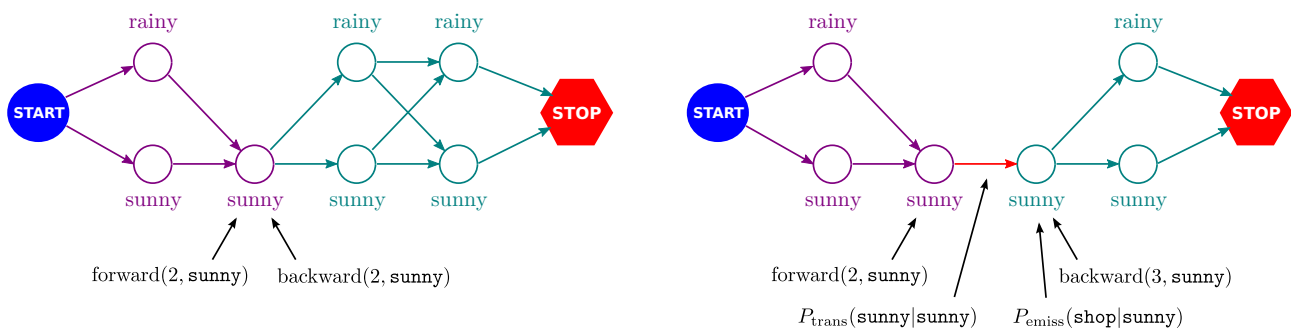 rainy rainy rainy
START STOP
sunny sunny sunny sunny
forward(2, sunny) backward(2, sunny)
rainy rainy
START STOP
sunny sunny sunny sunny
forward(2, sunny) backward(3, sunny)
P_trans(sunny|sunny) P_emiss(shop|sunny)